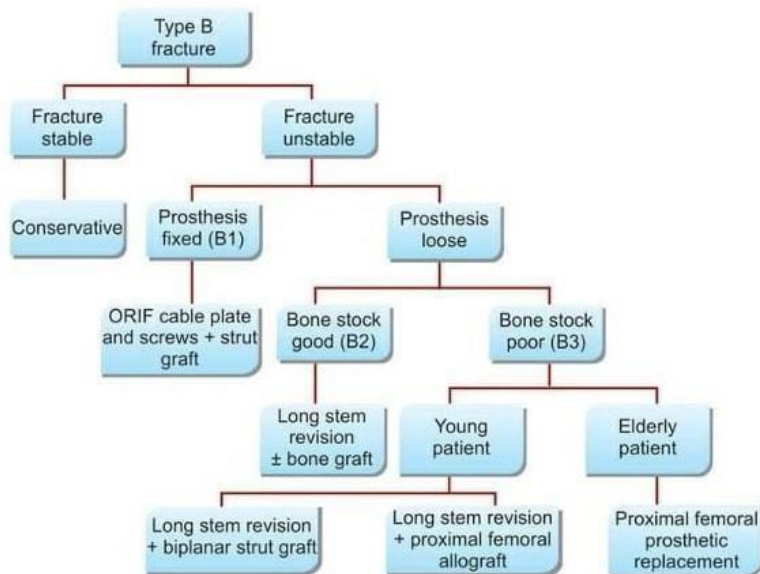 Type B
fracture
Fracture
stable
Fracture
unstable
Conservative
Prosthesis
fixed (B1)
Prosthesis
loose
ORIF cable plate
and screws + strut
graft
Bone stock
good (B2)
Bone stock
poor (B3)
Long stem
revision
± bone graft
Young
patient
Elderly
patient
Long stem revision
+ biplanar strut graft
Long stem revision
+ proximal femoral
allograft
Proximal femoral
prosthetic
replacement